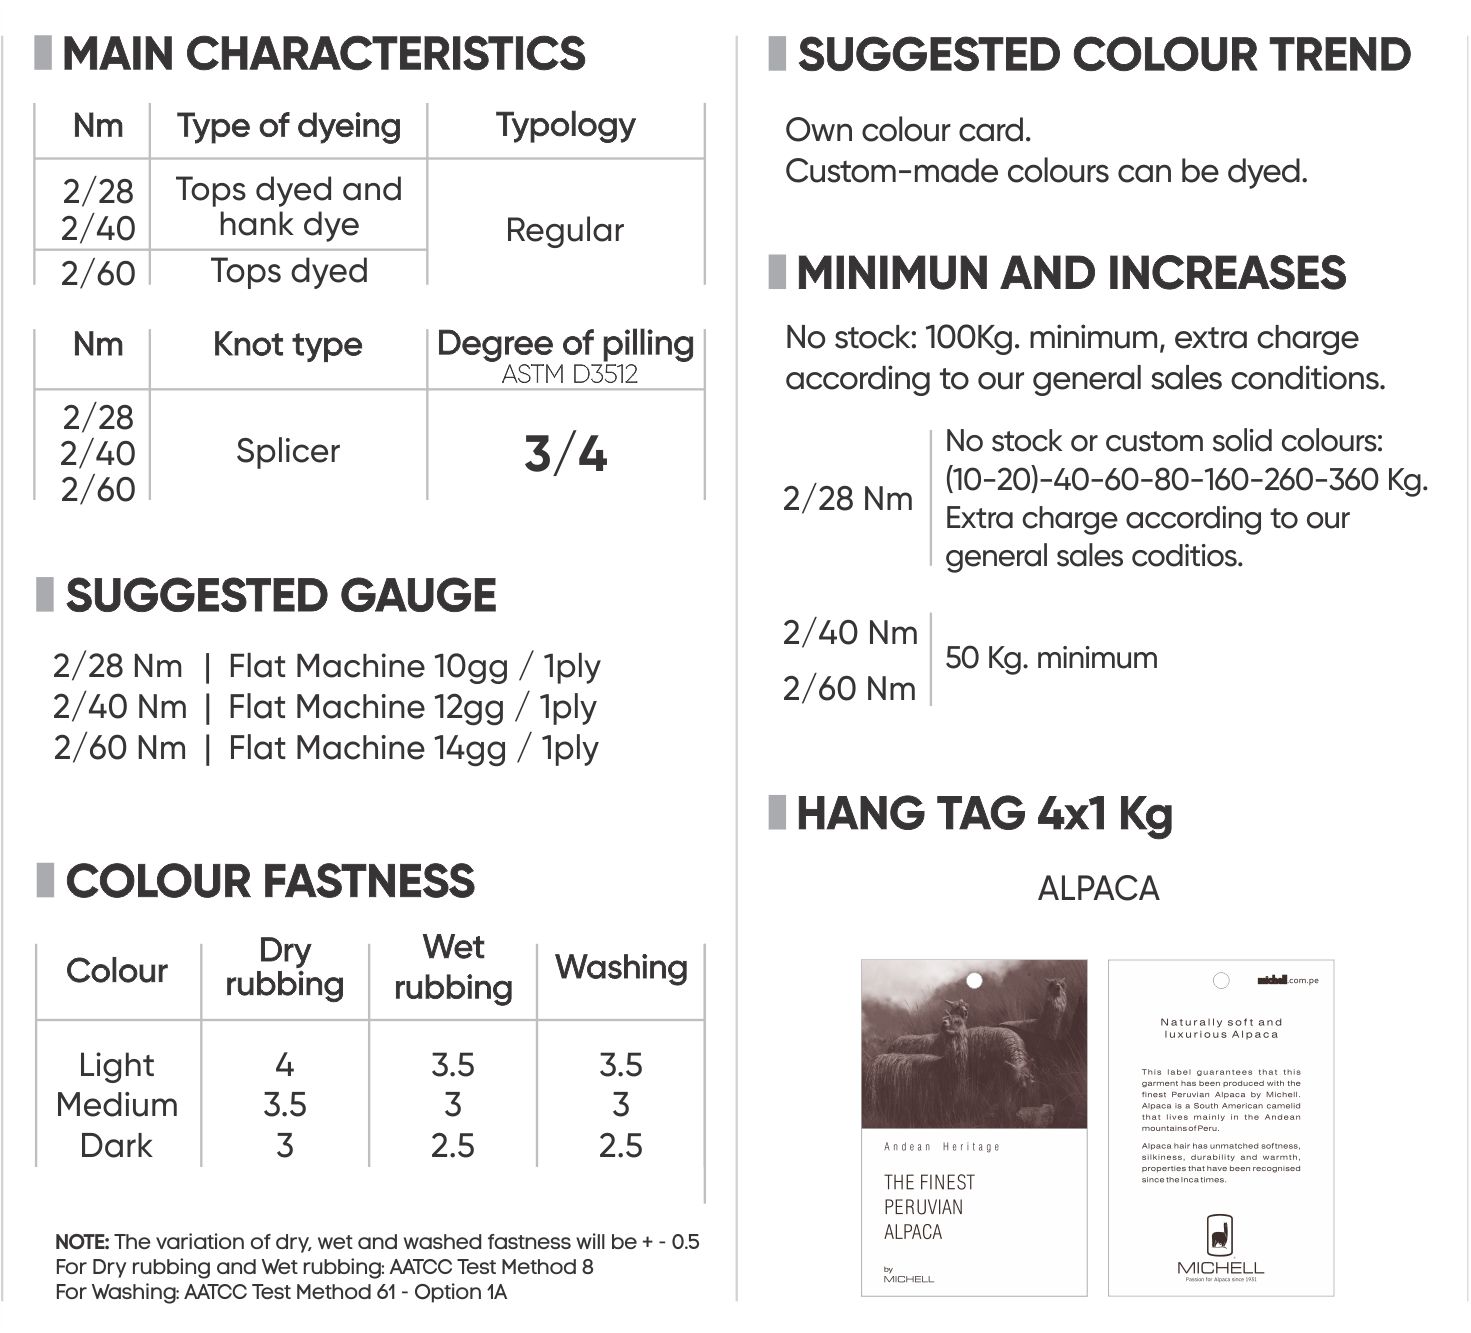 MAIN CHARACTERISTICS
Nm Type of dyeing Typology
2/28 Tops dyed and
2/40 hank dye
Regular
2/60 Tops dyed
Nm Knot type Degree of pilling
ASTM D3512
2/28
2/40 Splicer 3/4
2/60
SUGGESTED GAUGE
2/28 Nm | Flat Machine 10gg / 1ply
2/40 Nm | Flat Machine 12gg / 1ply
2/60 Nm | Flat Machine 14gg / 1ply
COLOUR FASTNESS
Colour Dry rubbing Wet rubbing Washing
Light 4 3.5 3.5
Medium 3.5 3 3
Dark 3 2.5 2.5
NOTE: The variation of dry, wet and washed fastness will be + - 0.5
For Dry rubbing and Wet rubbing: AATCC Test Method 8
For Washing: AATCC Test Method 61 - Option 1A
SUGGESTED COLOUR TREND
Own colour card.
Custom-made colours can be dyed.
MINIMUN AND INCREASES
No stock: 100Kg. minimum, extra charge
according to our general sales conditions.
2/28 Nm
No stock or custom solid colours:
(10-20)-40-60-80-160-260-360 Kg.
Extra charge according to our
general sales coditios.
2/40 Nm
50 Kg. minimum
2/60 Nm
HANG TAG 4x1 Kg
ALPACA
Andean Heritage
THE FINEST
PERUVIAN
ALPACA
by
MICHELL
michell.com.pe
Naturally soft and
luxurious Alpaca
This label guarantees that this
garment has been produced with the
finest Peruvian Alpaca by Michell.
Alpaca is a South American camelid
that lives mainly in the Andean
mountains of Peru.
Alpaca hair has unmatched softness,
silkiness, durability and warmth,
properties that have been recognised
since the Inca times.
MICHELL
Passion for Alpaca since 1931